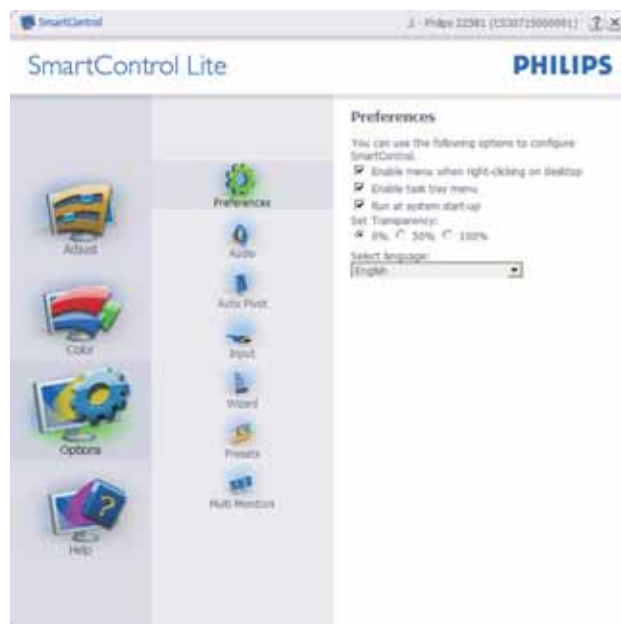 SmartControl
SmartControl Lite
PHILIPS
Adjust
Color
Options
Help
Preferences
Audio
Auto Pivot
Input
Wizard
Presets
Multi Monitors
Preferences
You can use the following options to configure
SmartControl.
Enable menu when right-clicking on desktop
Enable task tray menu
Run at system start-up
Set Transparency:
0% 50% 100%
Select language:
English